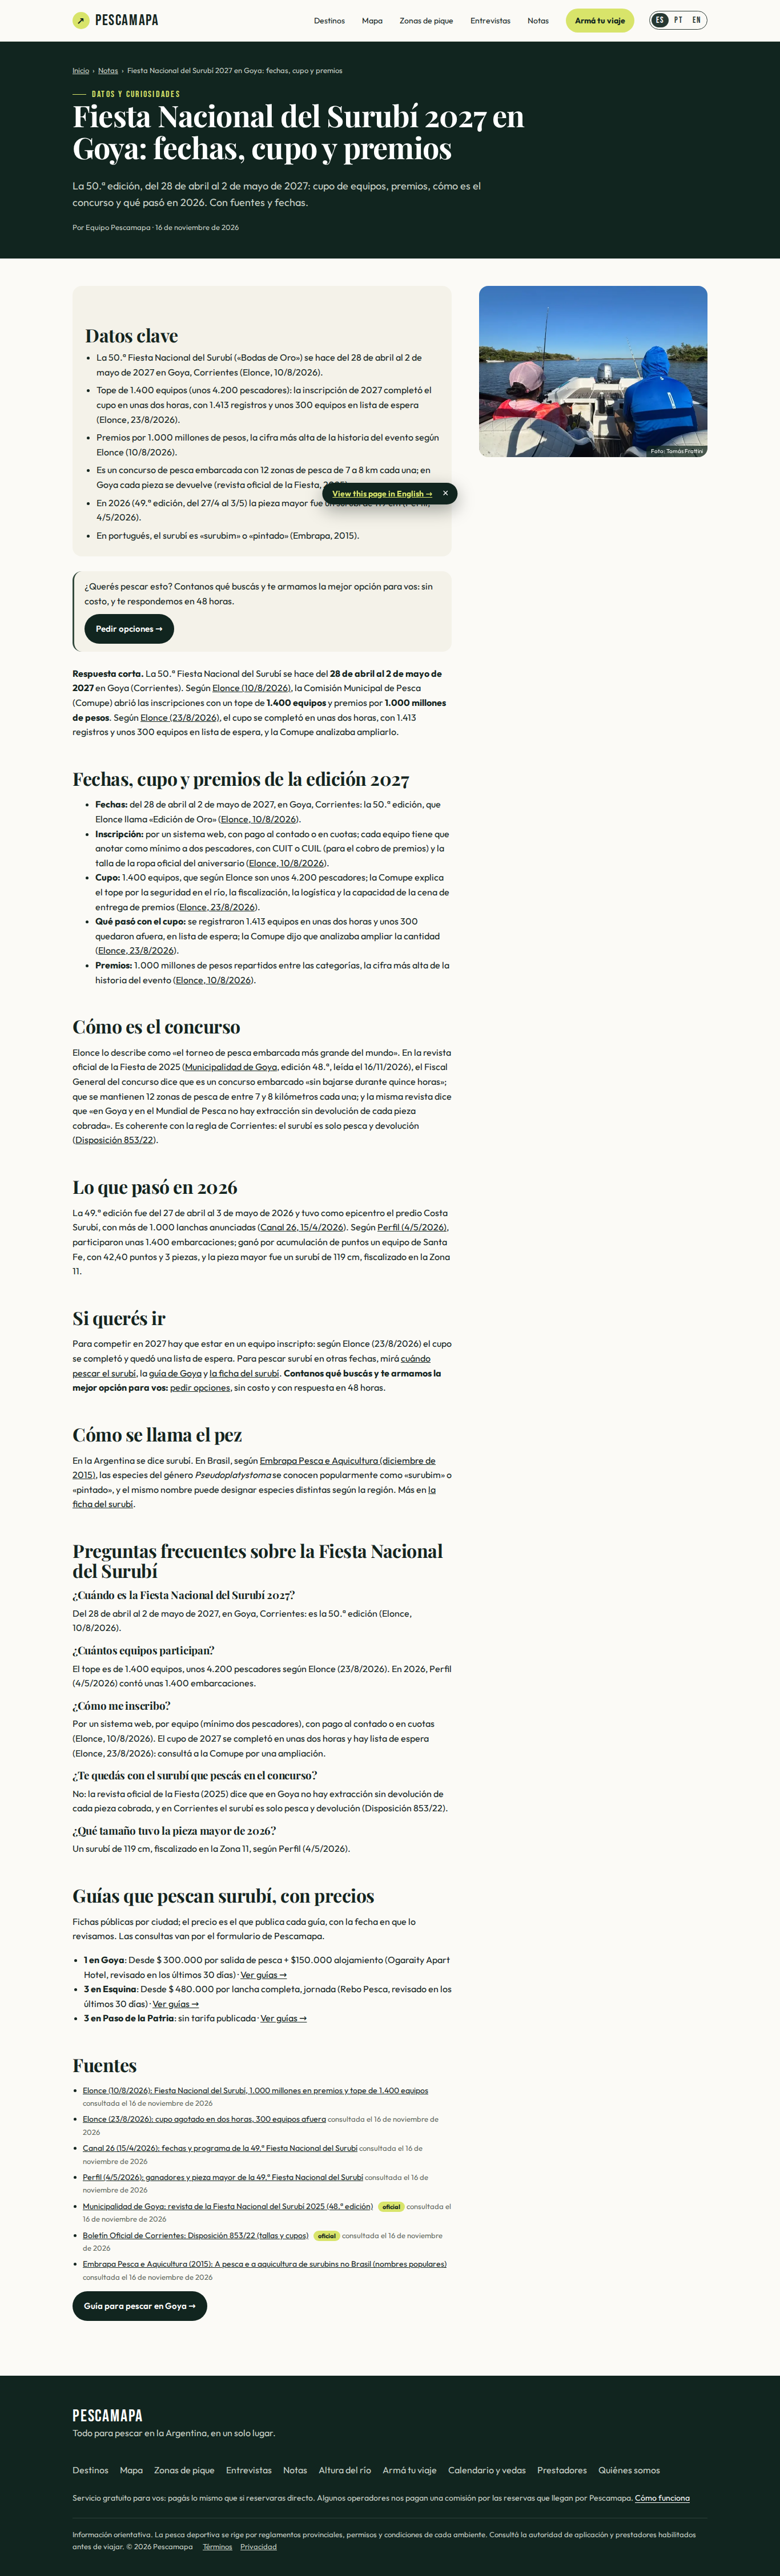 PESCAMAPA
Destinos
Mapa
Zonas de pique
Entrevistas
Notas
Armá tu viaje
ES PT EN
Inicio › Notas › Fiesta Nacional del Surubí 2027 en Goya: fechas, cupo y premios
DATOS Y CURIOSIDADES
Fiesta Nacional del Surubí 2027 en
Goya: fechas, cupo y premios
La 50.ª edición, del 28 de abril al 2 de mayo de 2027: cupo de equipos, premios, cómo es el
concurso y qué pasó en 2026. Con fuentes y fechas.
Por Equipo Pescamapa · 16 de noviembre de 2026
Datos clave
• La 50.ª Fiesta Nacional del Surubí («Bodas de Oro») se hace del 28 de abril al 2 de
mayo de 2027 en Goya, Corrientes (Elonce, 10/8/2026).
• Tope de 1.400 equipos (unos 4.200 pescadores): la inscripción de 2027 completó el
cupo en unas dos horas, con 1.413 registros y unos 300 equipos en lista de espera
(Elonce, 23/8/2026).
• Premios por 1.000 millones de pesos, la cifra más alta de la historia del evento según
Elonce (10/8/2026).
• Es un concurso de pesca embarcada con 12 zonas de pesca de 7 a 8 km cada una; en
Goya cada pieza se devuelve (revista oficial de la Fiesta,
View this page in English → ✕
• En 2026 (49.ª edición, del 27/4 al 3/5) la pieza mayor fue
4/5/2026).
• En portugués, el surubí es «surubim» o «pintado» (Embrapa, 2015).
Foto: Tomás Frattini
¿Querés pescar esto? Contanos qué buscás y te armamos la mejor opción para vos: sin
costo, y te respondemos en 48 horas.
Pedir opciones →
Respuesta corta. La 50.ª Fiesta Nacional del Surubí se hace del 28 de abril al 2 de mayo de
2027 en Goya (Corrientes). Según Elonce (10/8/2026), la Comisión Municipal de Pesca
(Comupe) abrió las inscripciones con un tope de 1.400 equipos y premios por 1.000 millones
de pesos. Según Elonce (23/8/2026), el cupo se completó en unas dos horas, con 1.413
registros y unos 300 equipos en lista de espera, y la Comupe analizaba ampliarlo.
Fechas, cupo y premios de la edición 2027
• Fechas: del 28 de abril al 2 de mayo de 2027, en Goya, Corrientes: la 50.ª edición, que
Elonce llama «Edición de Oro» (Elonce, 10/8/2026).
• Inscripción: por un sistema web, con pago al contado o en cuotas; cada equipo tiene que
anotar como mínimo a dos pescadores, con CUIT o CUIL (para el cobro de premios) y la
talla de la ropa oficial del aniversario (Elonce, 10/8/2026).
• Cupo: 1.400 equipos, que según Elonce son unos 4.200 pescadores; la Comupe explica
el tope por la seguridad en el río, la fiscalización, la logística y la capacidad de la cena de
entrega de premios (Elonce, 23/8/2026).
• Qué pasó con el cupo: se registraron 1.413 equipos en unas dos horas y unos 300
quedaron afuera, en lista de espera; la Comupe dijo que analizaba ampliar la cantidad
(Elonce, 23/8/2026).
• Premios: 1.000 millones de pesos repartidos entre las categorías, la cifra más alta de la
historia del evento (Elonce, 10/8/2026).
Cómo es el concurso
Elonce lo describe como «el torneo de pesca embarcada más grande del mundo». En la revista
oficial de la Fiesta de 2025 (Municipalidad de Goya, edición 48.ª, leída el 16/11/2026), el Fiscal
General del concurso dice que es un concurso embarcado «sin bajarse durante quince horas»;
que se mantienen 12 zonas de pesca de entre 7 y 8 kilómetros cada una; y la misma revista dice
que «en Goya y en el Mundial de Pesca no hay extracción sin devolución de cada pieza
cobrada». Es coherente con la regla de Corrientes: el surubí es solo pesca y devolución
(Disposición 853/22).
Lo que pasó en 2026
La 49.ª edición fue del 27 de abril al 3 de mayo de 2026 y tuvo como epicentro el predio Costa
Surubí, con más de 1.000 lanchas anunciadas (Canal 26, 15/4/2026). Según Perfil (4/5/2026),
participaron unas 1.400 embarcaciones; ganó por acumulación de puntos un equipo de Santa
Fe, con 42,40 puntos y 3 piezas, y la pieza mayor fue un surubí de 119 cm, fiscalizado en la Zona
11.
Si querés ir
Para competir en 2027 hay que estar en un equipo inscripto: según Elonce (23/8/2026) el cupo
se completó y quedó una lista de espera. Para pescar surubí en otras fechas, mirá cuándo
pescar el surubí, la guía de Goya y la ficha del surubí. Contanos qué buscás y te armamos la
mejor opción para vos: pedir opciones, sin costo y con respuesta en 48 horas.
Cómo se llama el pez
En la Argentina se dice surubí. En Brasil, según Embrapa Pesca e Aquicultura (diciembre de
2015), las especies del género Pseudoplatystoma se conocen popularmente como «surubim» o
«pintado», y el mismo nombre puede designar especies distintas según la región. Más en la
ficha del surubí.
Preguntas frecuentes sobre la Fiesta Nacional
del Surubí
¿Cuándo es la Fiesta Nacional del Surubí 2027?
Del 28 de abril al 2 de mayo de 2027, en Goya, Corrientes: es la 50.ª edición (Elonce,
10/8/2026).
¿Cuántos equipos participan?
El tope es de 1.400 equipos, unos 4.200 pescadores según Elonce (23/8/2026). En 2026, Perfil
(4/5/2026) contó unas 1.400 embarcaciones.
¿Cómo me inscribo?
Por un sistema web, por equipo (mínimo dos pescadores), con pago al contado o en cuotas
(Elonce, 10/8/2026). El cupo de 2027 se completó en unas dos horas y hay lista de espera
(Elonce, 23/8/2026): consultá a la Comupe por una ampliación.
¿Te quedás con el surubí que pescás en el concurso?
No: la revista oficial de la Fiesta (2025) dice que en Goya no hay extracción sin devolución de
cada pieza cobrada, y en Corrientes el surubí es solo pesca y devolución (Disposición 853/22).
¿Qué tamaño tuvo la pieza mayor de 2026?
Un surubí de 119 cm, fiscalizado en la Zona 11, según Perfil (4/5/2026).
Guías que pescan surubí, con precios
Fichas públicas por ciudad; el precio es el que publica cada guía, con la fecha en que lo
revisamos. Las consultas van por el formulario de Pescamapa.
• 1 en Goya: Desde $ 300.000 por salida de pesca + $150.000 alojamiento (Ogaraity Apart
Hotel, revisado en los últimos 30 días) · Ver guías →
• 3 en Esquina: Desde $ 480.000 por lancha completa, jornada (Rebo Pesca, revisado en los
últimos 30 días) · Ver guías →
• 3 en Paso de la Patria: sin tarifa publicada · Ver guías →
Fuentes
• Elonce (10/8/2026): Fiesta Nacional del Surubí, 1.000 millones en premios y tope de 1.400 equipos
consultada el 16 de noviembre de 2026
• Elonce (23/8/2026): cupo agotado en dos horas, 300 equipos afuera consultada el 16 de noviembre de
2026
• Canal 26 (15/4/2026): fechas y programa de la 49.ª Fiesta Nacional del Surubí consultada el 16 de
noviembre de 2026
• Perfil (4/5/2026): ganadores y pieza mayor de la 49.ª Fiesta Nacional del Surubí consultada el 16 de
noviembre de 2026
• Municipalidad de Goya: revista de la Fiesta Nacional del Surubí 2025 (48.ª edición) oficial consultada el
16 de noviembre de 2026
• Boletín Oficial de Corrientes: Disposición 853/22 (tallas y cupos) oficial consultada el 16 de noviembre
de 2026
• Embrapa Pesca e Aquicultura (2015): A pesca e a aquicultura de surubins no Brasil (nombres populares)
consultada el 16 de noviembre de 2026
Guía para pescar en Goya →
PESCAMAPA
Todo para pescar en la Argentina, en un solo lugar.
Destinos Mapa Zonas de pique Entrevistas Notas Altura del río Armá tu viaje Calendario y vedas Prestadores Quiénes somos
Servicio gratuito para vos: pagás lo mismo que si reservaras directo. Algunos operadores nos pagan una comisión por las reservas que llegan por Pescamapa. Cómo funciona
Información orientativa. La pesca deportiva se rige por reglamentos provinciales, permisos y condiciones de cada ambiente. Consultá la autoridad de aplicación y prestadores habilitados
antes de viajar. © 2026 Pescamapa Términos Privacidad